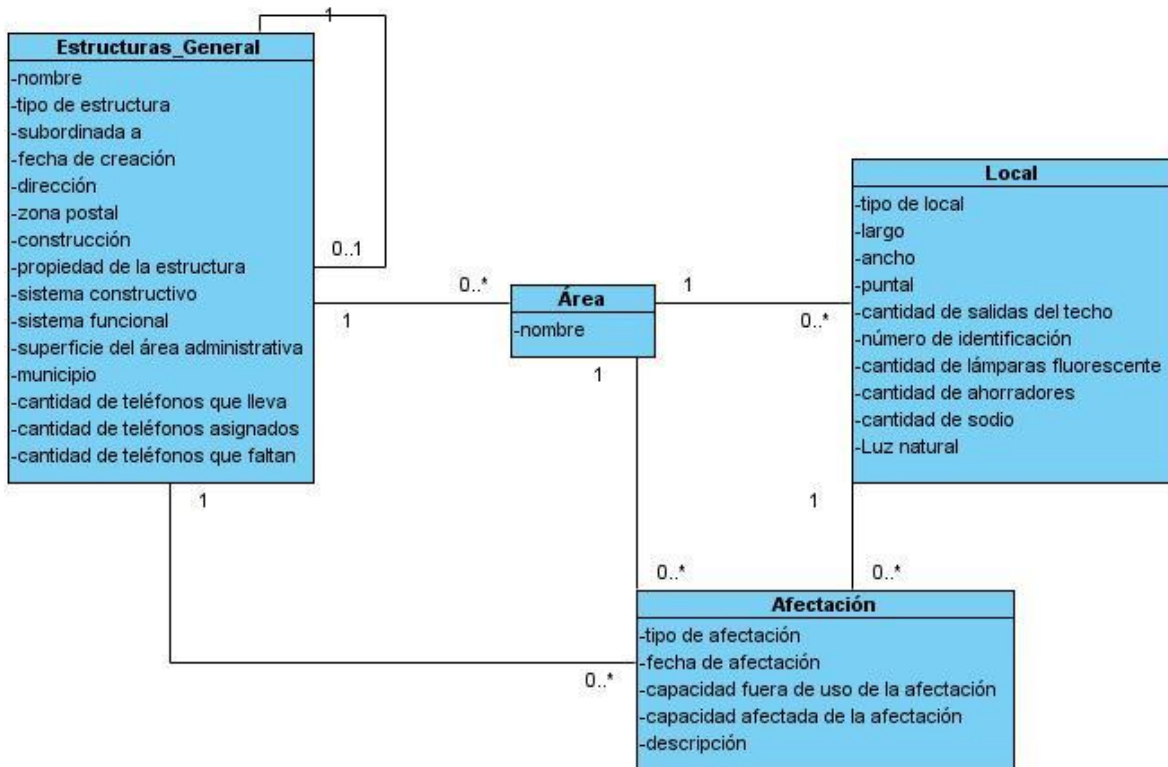 1
Estructuras_General
-nombre
-tipo de estructura
-subordinada a
-fecha de creación
-dirección
-zona postal
-construcción
-propiedad de la estructura
-sistema constructivo
-sistema funcional
-superficie del área administrativa
-municipio
-cantidad de teléfonos que lleva
-cantidad de teléfonos asignados
-cantidad de teléfonos que faltan
0..1
0..*
1
Área
-nombre
1
0..*
Local
-tipo de local
-largo
-ancho
-puntal
-cantidad de salidas del techo
-número de identificación
-cantidad de lámparas fluorescente
-cantidad de ahorradores
-cantidad de sodio
-Luz natural
1
1
1
0..*
0..*
0..*
Afectación
-tipo de afectación
-fecha de afectación
-capacidad fuera de uso de la afectación
-capacidad afectada de la afectación
-descripción